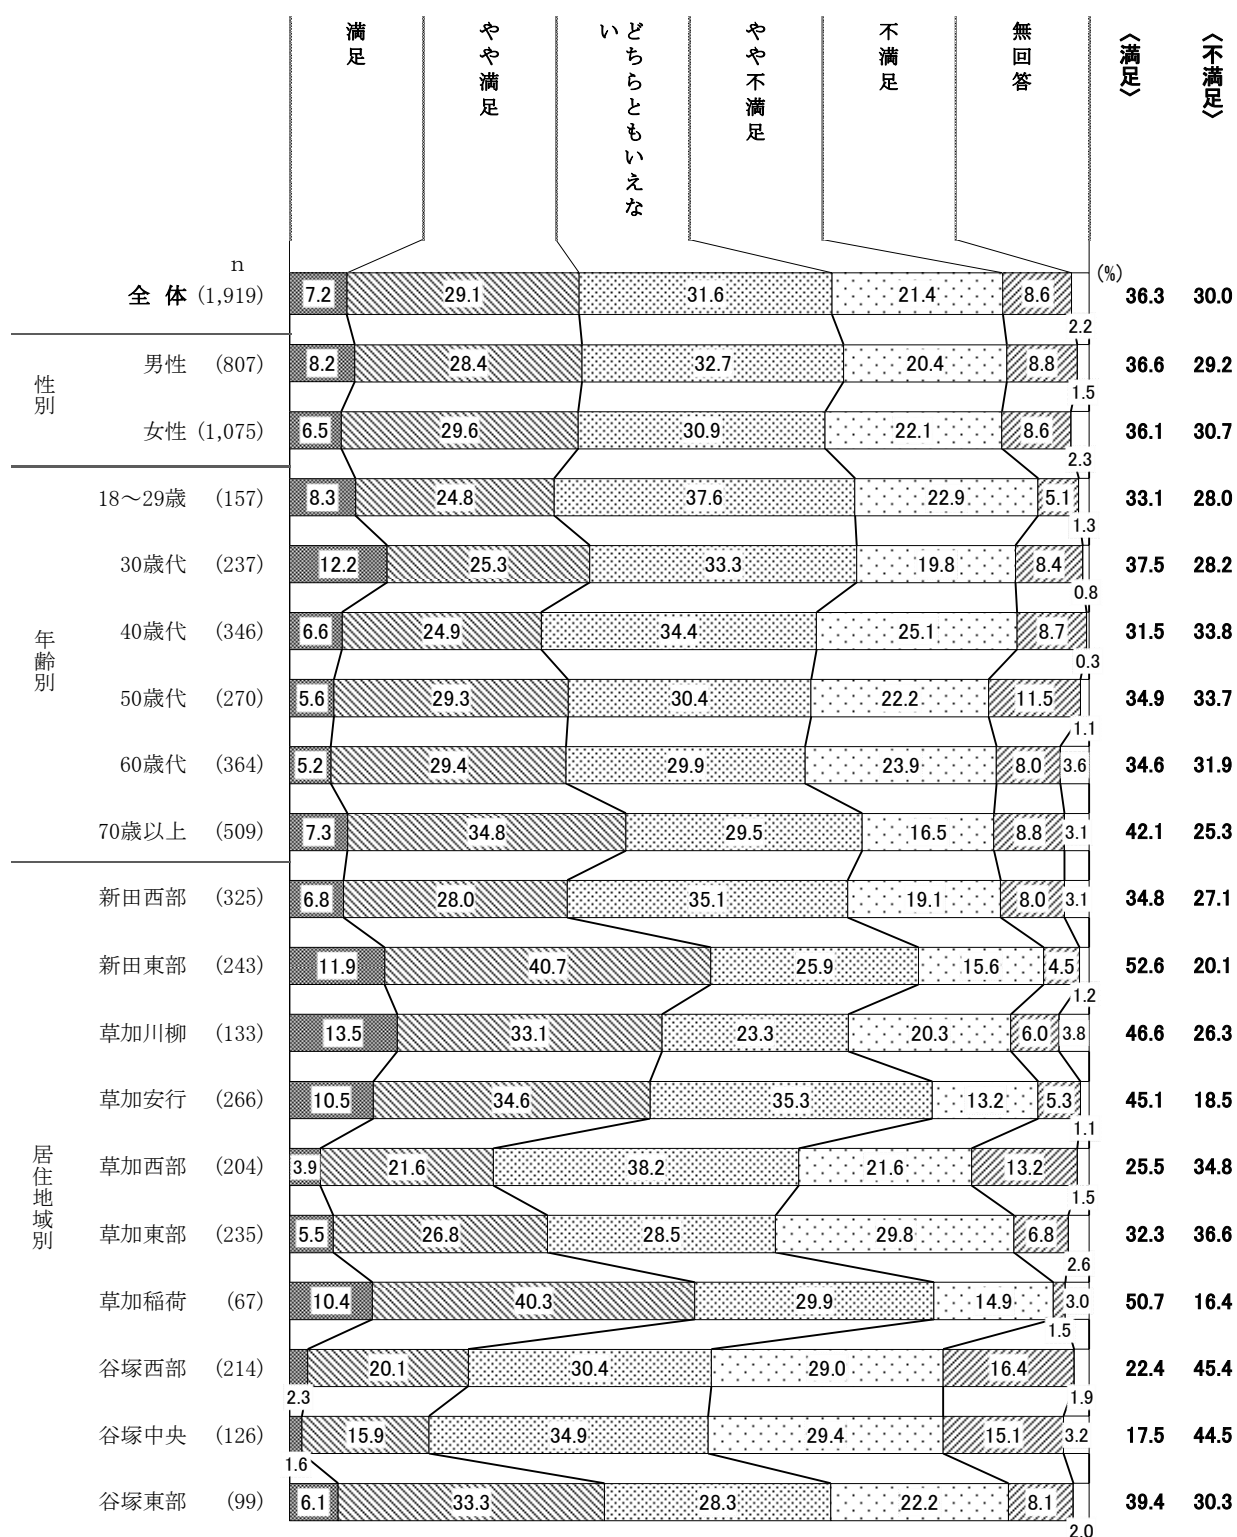 満足
やや満足
どちらともいえない
やや不満足
不満足
無回答
〈満足〉
〈不満足〉
n
(%)
全 体 (1,919) 7.2 29.1 31.6 21.4 8.6 2.2 36.3 30.0
性別
男性 (807) 8.2 28.4 32.7 20.4 8.8 1.5 36.6 29.2
女性 (1,075) 6.5 29.6 30.9 22.1 8.6 2.3 36.1 30.7
年齢別
18～29歳 (157) 8.3 24.8 37.6 22.9 5.1 1.3 33.1 28.0
30歳代 (237) 12.2 25.3 33.3 19.8 8.4 0.8 37.5 28.2
40歳代 (346) 6.6 24.9 34.4 25.1 8.7 0.3 31.5 33.8
50歳代 (270) 5.6 29.3 30.4 22.2 11.5 1.1 34.9 33.7
60歳代 (364) 5.2 29.4 29.9 23.9 8.0 3.6 34.6 31.9
70歳以上 (509) 7.3 34.8 29.5 16.5 8.8 3.1 42.1 25.3
居住地域別
新田西部 (325) 6.8 28.0 35.1 19.1 8.0 3.1 34.8 27.1
新田東部 (243) 11.9 40.7 25.9 15.6 4.5 1.2 52.6 20.1
草加川柳 (133) 13.5 33.1 23.3 20.3 6.0 3.8 46.6 26.3
草加安行 (266) 10.5 34.6 35.3 13.2 5.3 1.1 45.1 18.5
草加西部 (204) 3.9 21.6 38.2 21.6 13.2 1.5 25.5 34.8
草加東部 (235) 5.5 26.8 28.5 29.8 6.8 2.6 32.3 36.6
草加稲荷 (67) 10.4 40.3 29.9 14.9 1.5 3.0 50.7 16.4
谷塚西部 (214) 2.3 20.1 30.4 29.0 16.4 1.9 22.4 45.4
谷塚中央 (126) 1.6 15.9 34.9 29.4 15.1 3.2 17.5 44.5
谷塚東部 (99) 6.1 33.3 28.3 22.2 8.1 2.0 39.4 30.3